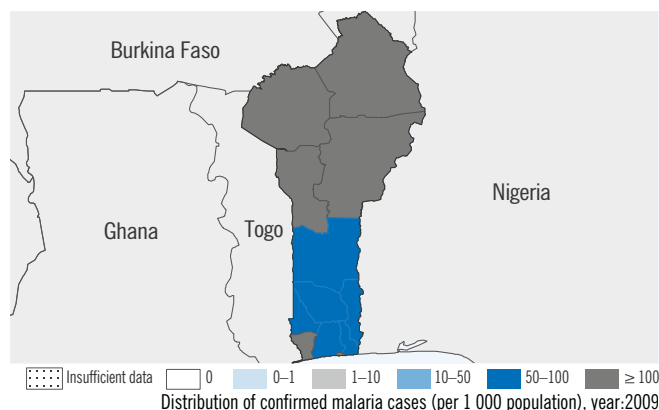 Burkina Faso
Ghana
Togo
Nigeria
Insufficient data 0 0–1 1–10 10–50 50–100 ≥ 100
Distribution of confirmed malaria cases (per 1 000 population), year:2009